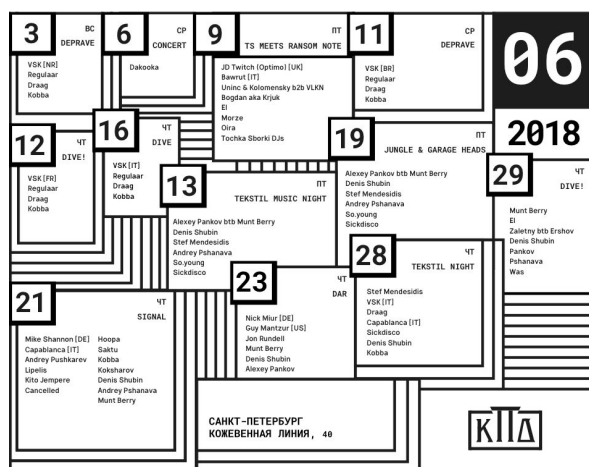 3
ВС
DEPRAVE
VSK [NR]
Regulaar
Draag
Kobba
6
СР
CONCERT
Dakooka
9
ПТ
TS MEETS RANSOM NOTE
JD Twitch (Optimo) [UK]
Bawrut [IT]
Uninc & Kolomensky b2b VLKN
Bogdan aka Krjuk
El
Morze
Oira
Tochka Sborki DJs
11
СР
DEPRAVE
VSK [BR]
Regulaar
Draag
Kobba
06
2018
12
ЧТ
DIVE!
VSK [FR]
Regulaar
Draag
Kobba
16
ЧТ
DIVE
VSK [IT]
Regulaar
Draag
Kobba
13
ПТ
TEKSTIL MUSIC NIGHT
Alexey Pankov btb Munt Berry
Denis Shubin
Stef Mendesidis
Andrey Pshanava
So.young
Sickdisco
19
ПТ
JUNGLE & GARAGE HEADS
Alexey Pankov btb Munt Berry
Denis Shubin
Stef Mendesidis
Andrey Pshanava
So.young
Sickdisco
29
ЧТ
DIVE!
Munt Berry
El
Zaletny btb Ershov
Denis Shubin
Pankov
Pshanava
Was
21
ЧТ
SIGNAL
Mike Shannon [DE]
Capablanca [IT]
Andrey Pushkarev
Lipelis
Kito Jempere
Cancelled
Hoopa
Saktu
Kobba
Koksharov
Denis Shubin
Andrey Pshanava
Munt Berry
23
ЧТ
DAR
Nick Miur [DE]
Guy Mantzur [US]
Jon Rundell
Munt Berry
Denis Shubin
Alexey Pankov
28
ЧТ
TEKSTIL NIGHT
Stef Mendesidis
VSK [IT]
Draag
Capablanca [IT]
Sickdisco
Denis Shubin
Kobba
САНКТ-ПЕТЕРБУРГ
КОЖЕВЕННАЯ ЛИНИЯ, 40
КПД